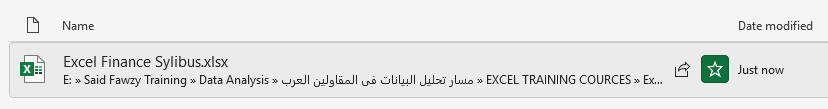 Name Date modified
Excel Finance Sylibus.xlsx
E: » Said Fawzy Training » Data Analysis » مسار تحليل البيانات فى المقاولين العرب » EXCEL TRAINING COURCES » Ex...
Just now